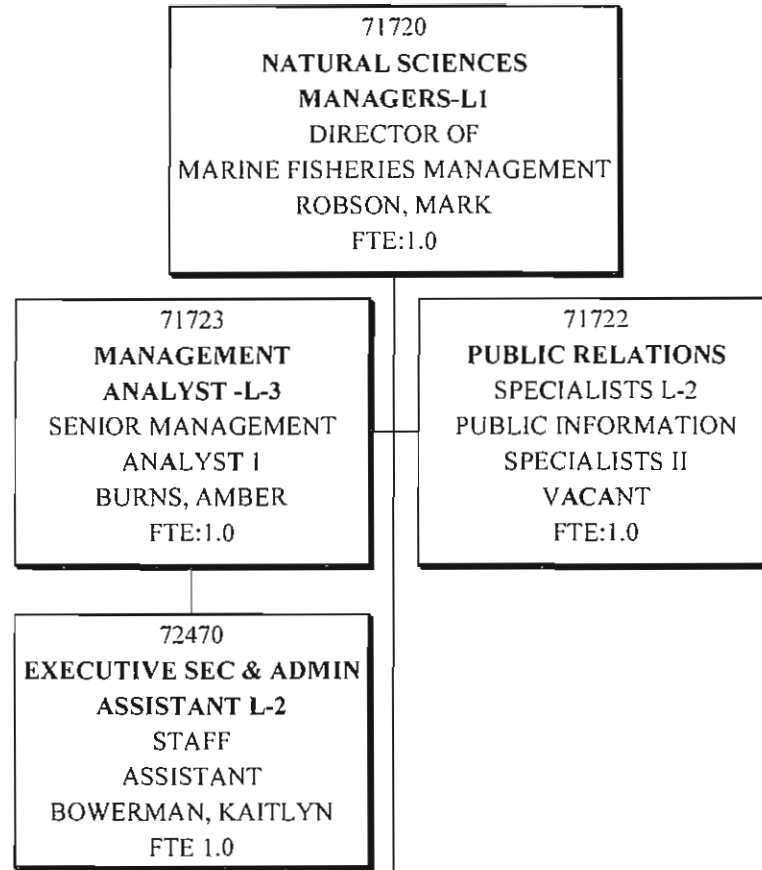 71720
NATURAL SCIENCES
MANAGERS-L1
DIRECTOR OF
MARINE FISHERIES MANAGEMENT
ROBSON, MARK
FTE:1.0
71723
MANAGEMENT
ANALYST -L-3
SENIOR MANAGEMENT
ANALYST I
BURNS, AMBER
FTE:1.0
71722
PUBLIC RELATIONS
SPECIALISTS L-2
PUBLIC INFORMATION
SPECIALISTS II
VACANT
FTE:1.0
72470
EXECUTIVE SEC & ADMIN
ASSISTANT L-2
STAFF
ASSISTANT
BOWERMAN, KAITLYN
FTE 1.0